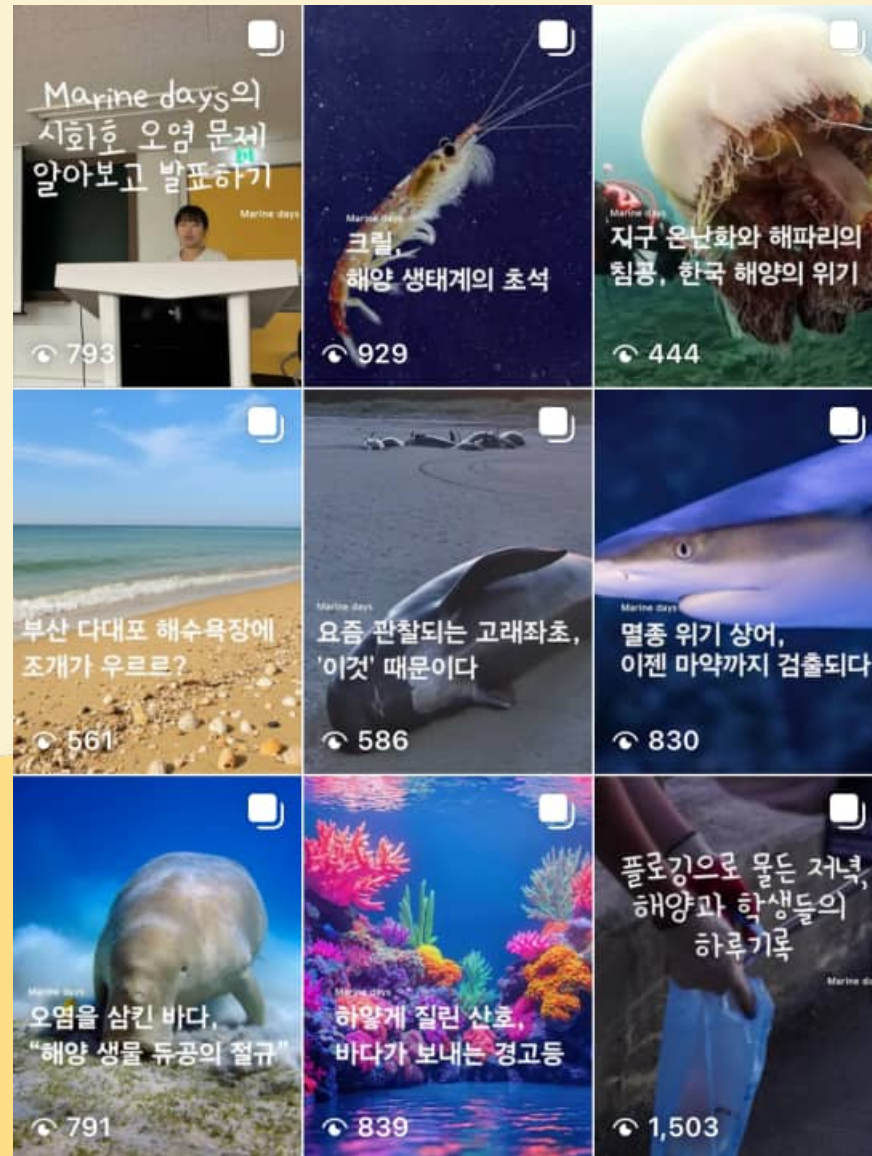 Marine days의
시화호 오염 문제
알아보고 발표하기
Marine days
793
Marine days
크릴,
해양 생태계의 초석
929
Marine days
지구 온난화와 해파리의
침공, 한국 해양의 위기
444
Marine days
부산 다대포 해수욕장에
조개가 우르르?
561
Marine days
요즘 관찰되는 고래좌초,
'이것' 때문이다
586
Marine days
멸종 위기 상어,
이젠 마약까지 검출되다
830
Marine days
오염을 삼킨 바다,
“해양 생물 듀공의 절규”
791
Marine days
하얗게 질린 산호,
바다가 보내는 경고등
839
플로깅으로 물든 저녁,
해양과 학생들의
하루기록
Marine da
1,503